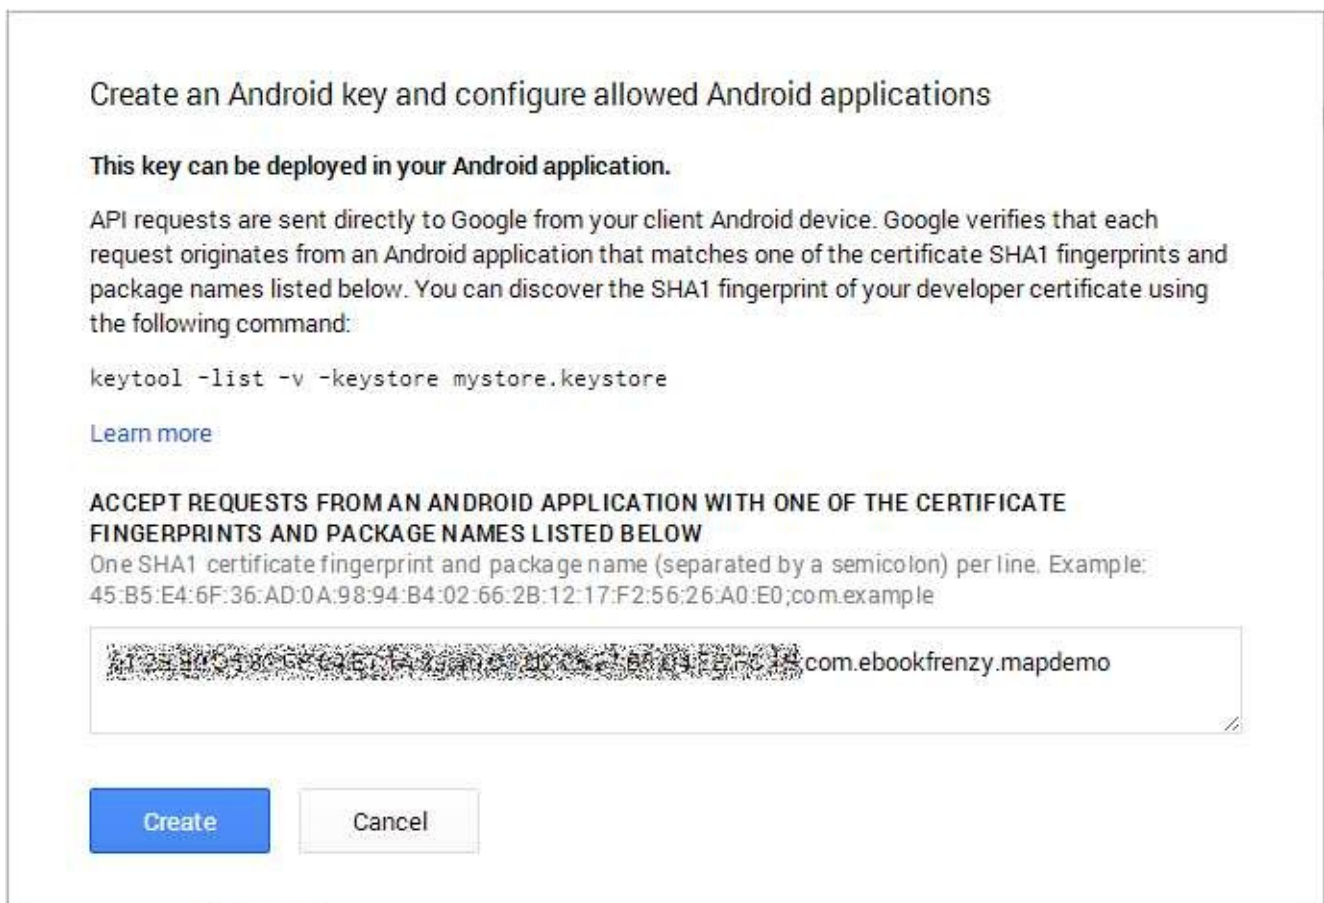 Create an Android key and configure allowed Android applications
This key can be deployed in your Android application.
API requests are sent directly to Google from your client Android device. Google verifies that each
request originates from an Android application that matches one of the certificate SHA1 fingerprints and
package names listed below. You can discover the SHA1 fingerprint of your developer certificate using
the following command:
keytool -list -v -keystore mystore.keystore
Learn more
ACCEPT REQUESTS FROM AN ANDROID APPLICATION WITH ONE OF THE CERTIFICATE
FINGERPRINTS AND PACKAGE NAMES LISTED BELOW
One SHA1 certificate fingerprint and package name (separated by a semicolon) per line. Example:
45:B5:E4:6F:36:AD:0A:98:94:B4:02:66:2B:12:17:F2:56:26:A0:E0;com.example
com.ebookfrenzy.mapdemo
Create
Cancel